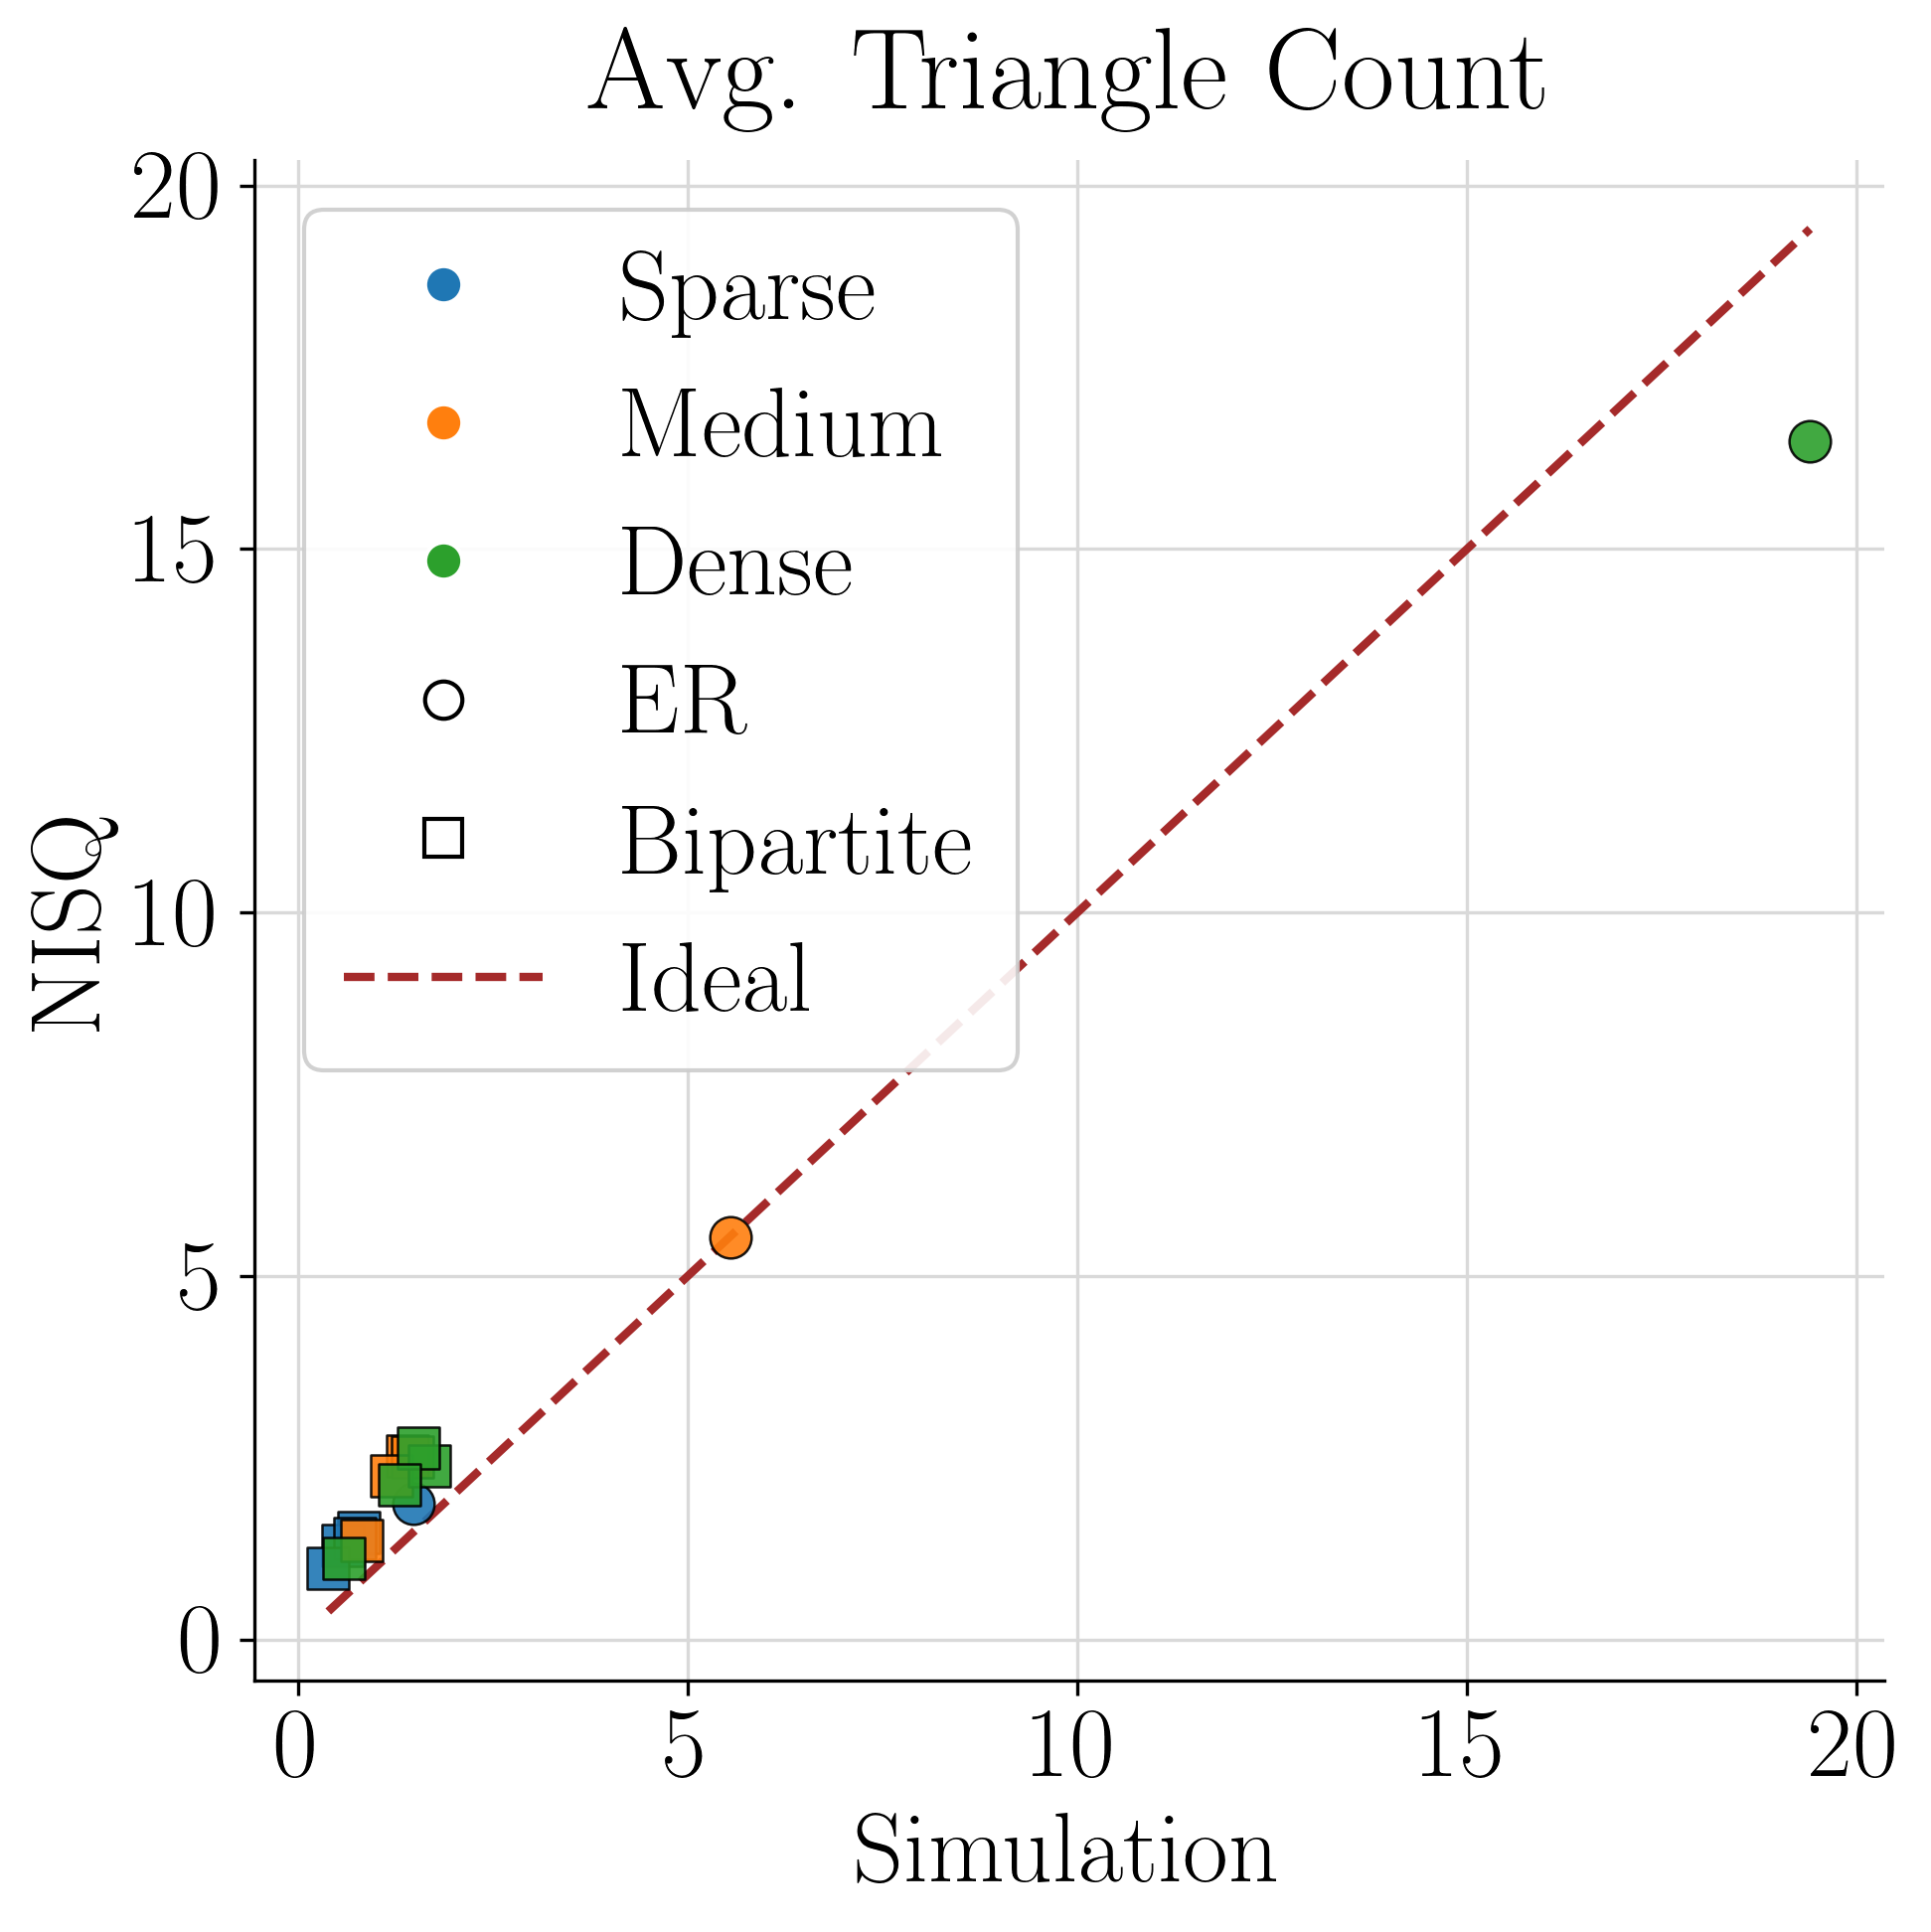 Avg. Triangle Count
20
15
10
5
0
NISQ
Sparse
Medium
Dense
ER
Bipartite
Ideal
0 5 10 15 20
Simulation